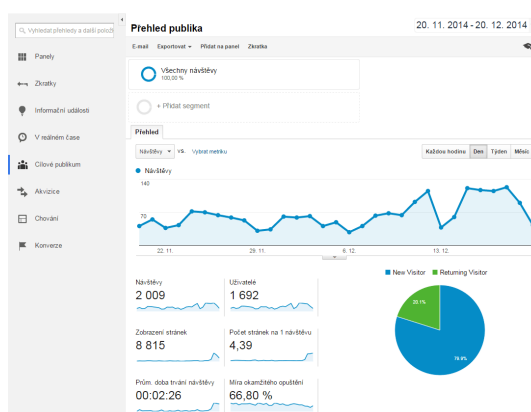 Vyhledat přehledy a další polož
Přehled publika
20. 11. 2014 - 20. 12. 2014
E-mail Exportovat Přidat na panel Zkratka
Panely
Zkratky
Informační události
V reálném čase
Cílové publikum
Akvizice
Chování
Konverze
Všechny návštěvy
100,00 %
+ Přidat segment
Přehled
Návštěvy VS. Vybrat metriku
Každou hodinu Den Týden Měsíc
Návštěvy
140
70
22. 11. 29. 11. 6. 12. 13. 12.
New Visitor Returning Visitor
20.1%
79.9%
Návštěvy
2 009
Uživatelé
1 692
Zobrazení stránek
8 815
Počet stránek na 1 návštěvu
4,39
Prům. doba trvání návštěvy
00:02:26
Míra okamžitého opuštění
66,80 %